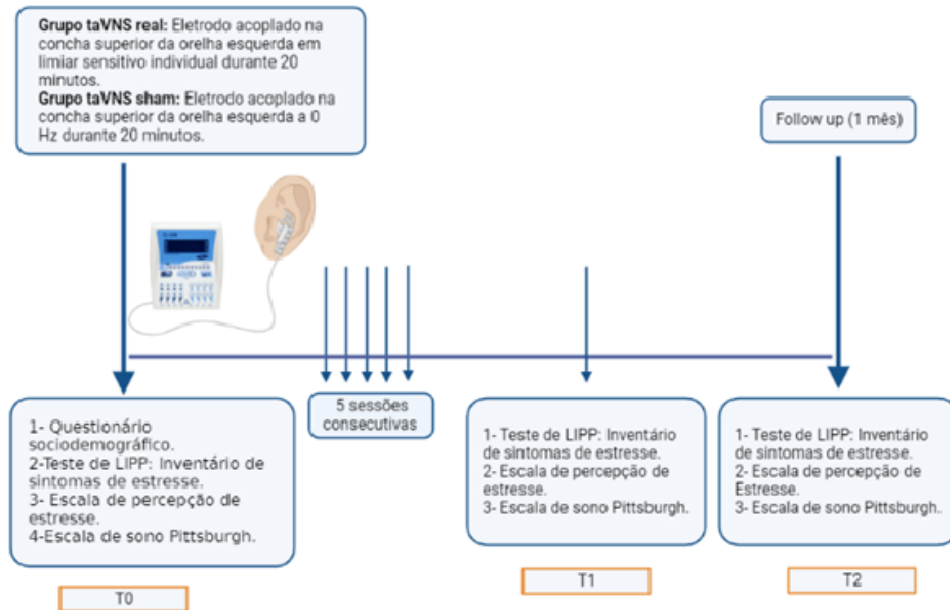 Grupo taVNS real: Eletrodo acoplado na
concha superior da orelha esquerda em
limiar sensitivo individual durante 20
minutos.
Grupo taVNS sham: Eletrodo acoplado na
concha superior da orelha esquerda a 0
Hz durante 20 minutos.
Follow up (1 mês)
5 sessões
consecutivas
1- Questionário
sociodemográfico.
2-Teste de LIPP: Inventário de
sintomas de estresse.
3- Escala de percepção de
estresse.
4-Escala de sono Pittsburgh.
1- Teste de LIPP: Inventário
de sintomas de estresse.
2- Escala de percepção de
estresse.
3- Escala de sono Pittsburgh.
1- Teste de LIPP: Inventário
de sintomas de estresse.
2- Escala de percepção de
Estresse.
3- Escala de sono Pittsburgh.
T0
T1
T2